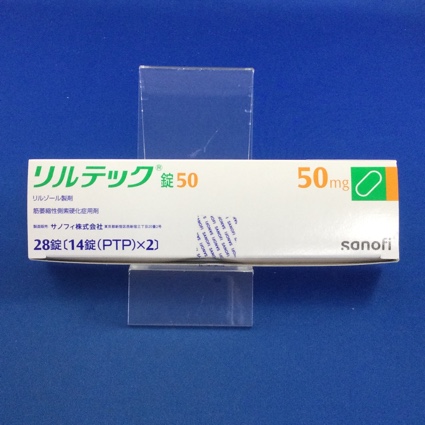 リルテック® 錠50
50mg
リルゾール製剤
筋萎縮性側索硬化症用剤
製造販売 サノフィ株式会社
28錠〔14錠(PTP)×2〕
sanofi